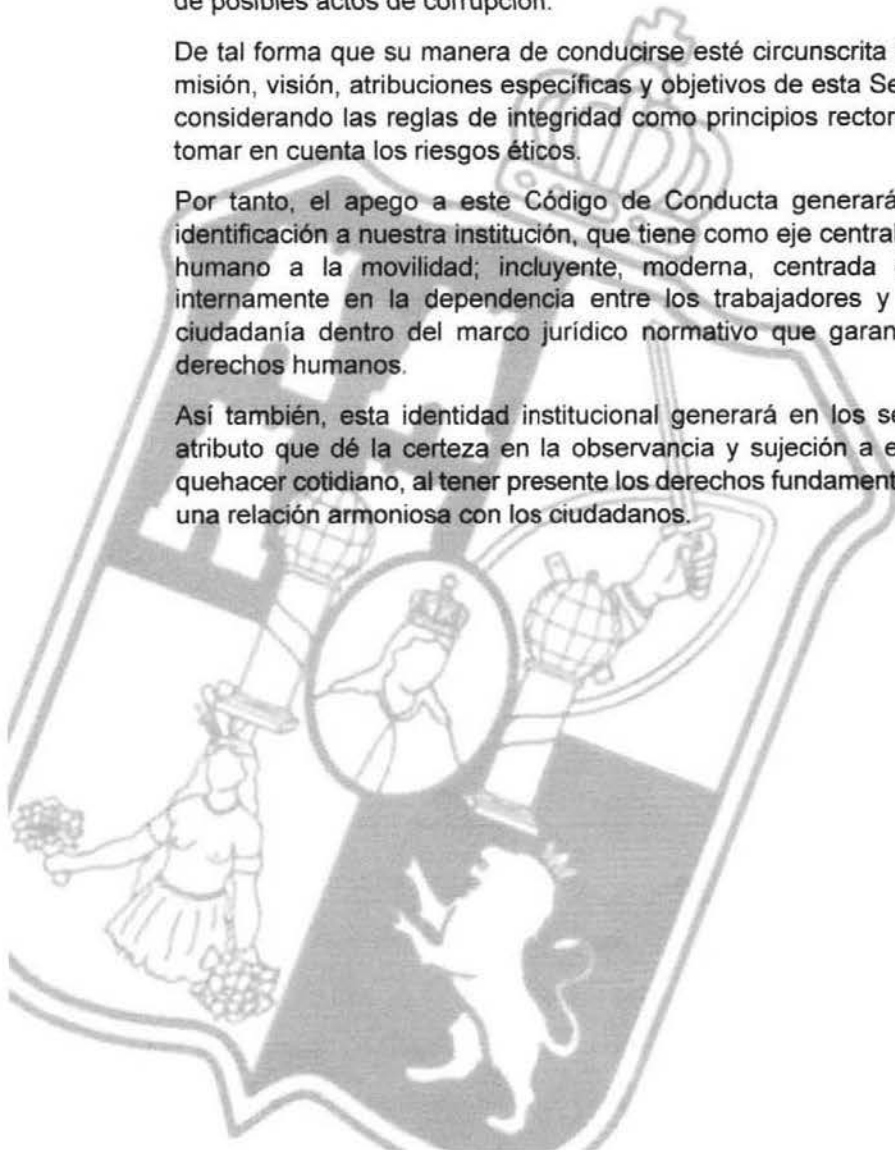 de posibles actos de corrupción.
De tal forma que su manera de conducirse esté circunscrita
misión, visión, atribuciones específicas y objetivos de esta Se
considerando las reglas de integridad como principios rector
tomar en cuenta los riesgos éticos.
Por tanto, el apego a este Código de Conducta generará
identificación a nuestra institución, que tiene como eje central
humano a la movilidad; incluyente, moderna, centrada
internamente en la dependencia entre los trabajadores y
ciudadanía dentro del marco jurídico normativo que garan
derechos humanos.
Así también, esta identidad institucional generará en los se
atributo que dé la certeza en la observancia y sujeción a e
quehacer cotidiano, al tener presente los derechos fundament
una relación armoniosa con los ciudadanos.